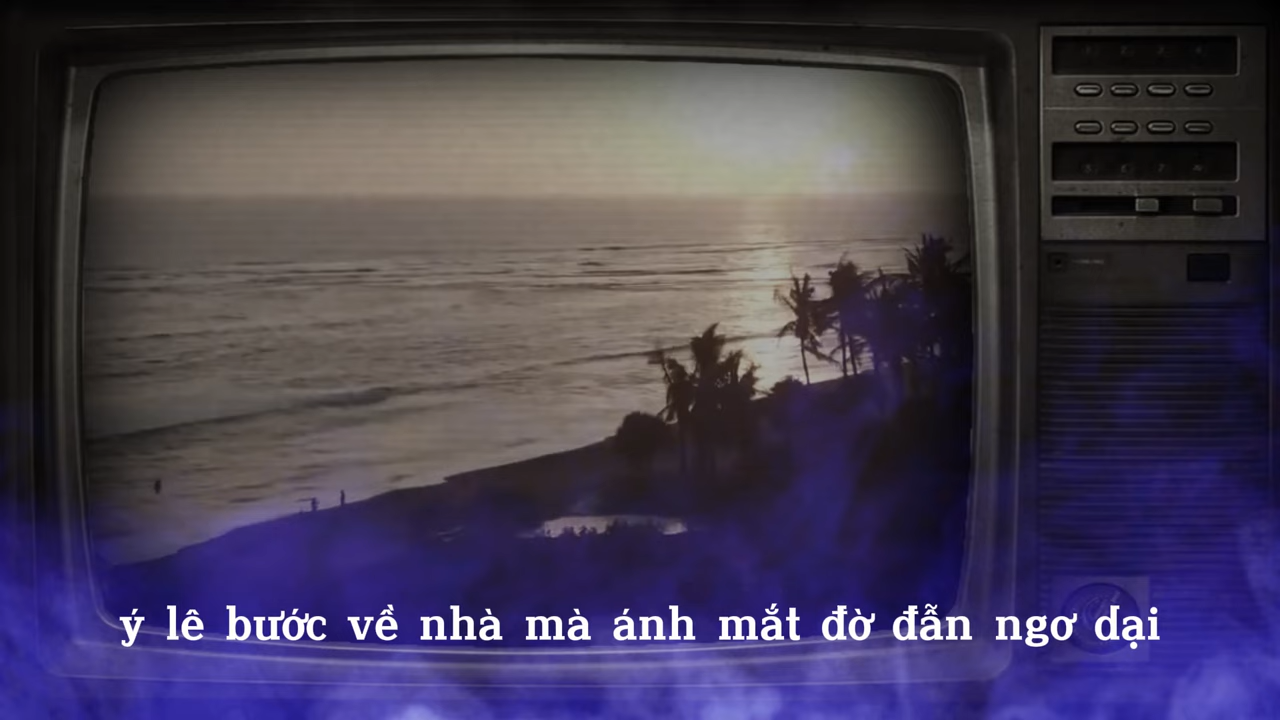 ý lê bước về nhà mà ánh mắt đờ đẫn ngơ dại